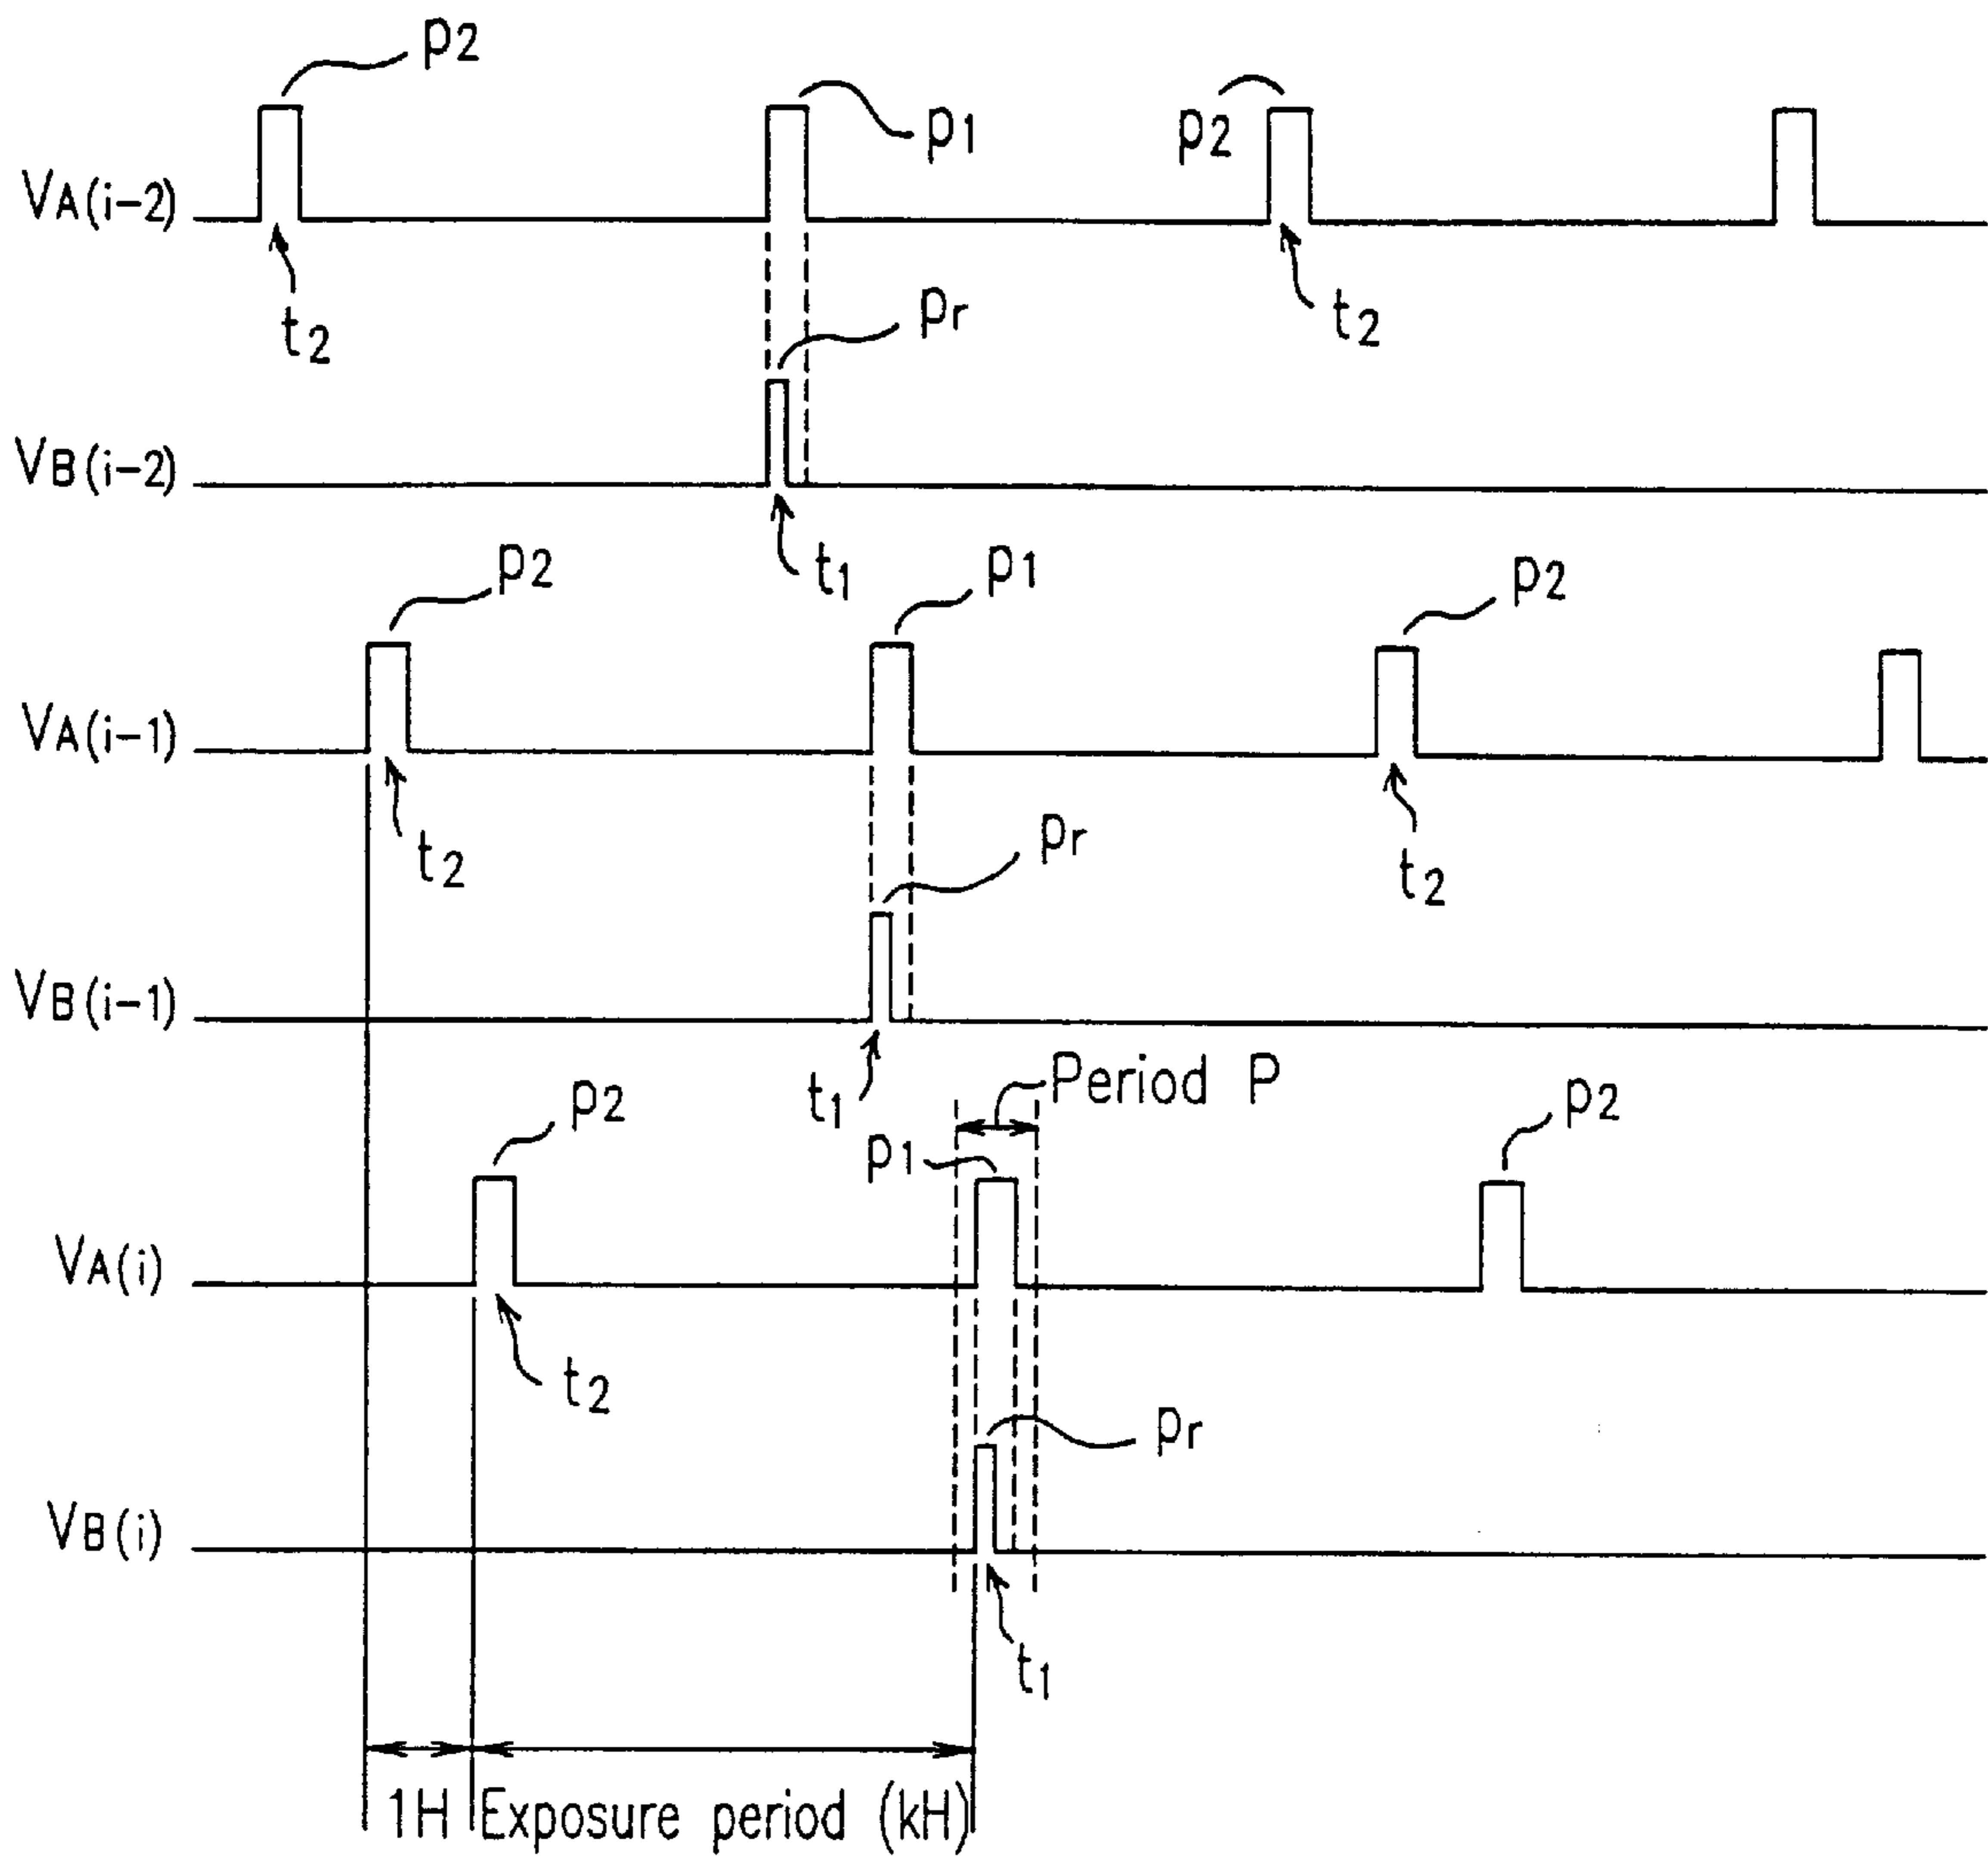 p2
p1
p2
VA(i-2)
t2
t2
pr
VB(i-2)
t1
p2
p1
p2
VA(i-1)
t2
t2
pr
VB(i-1)
t1
Period P
p2
p1
p2
VA(i)
t2
pr
VB(i)
t1
1H
Exposure period (kH)